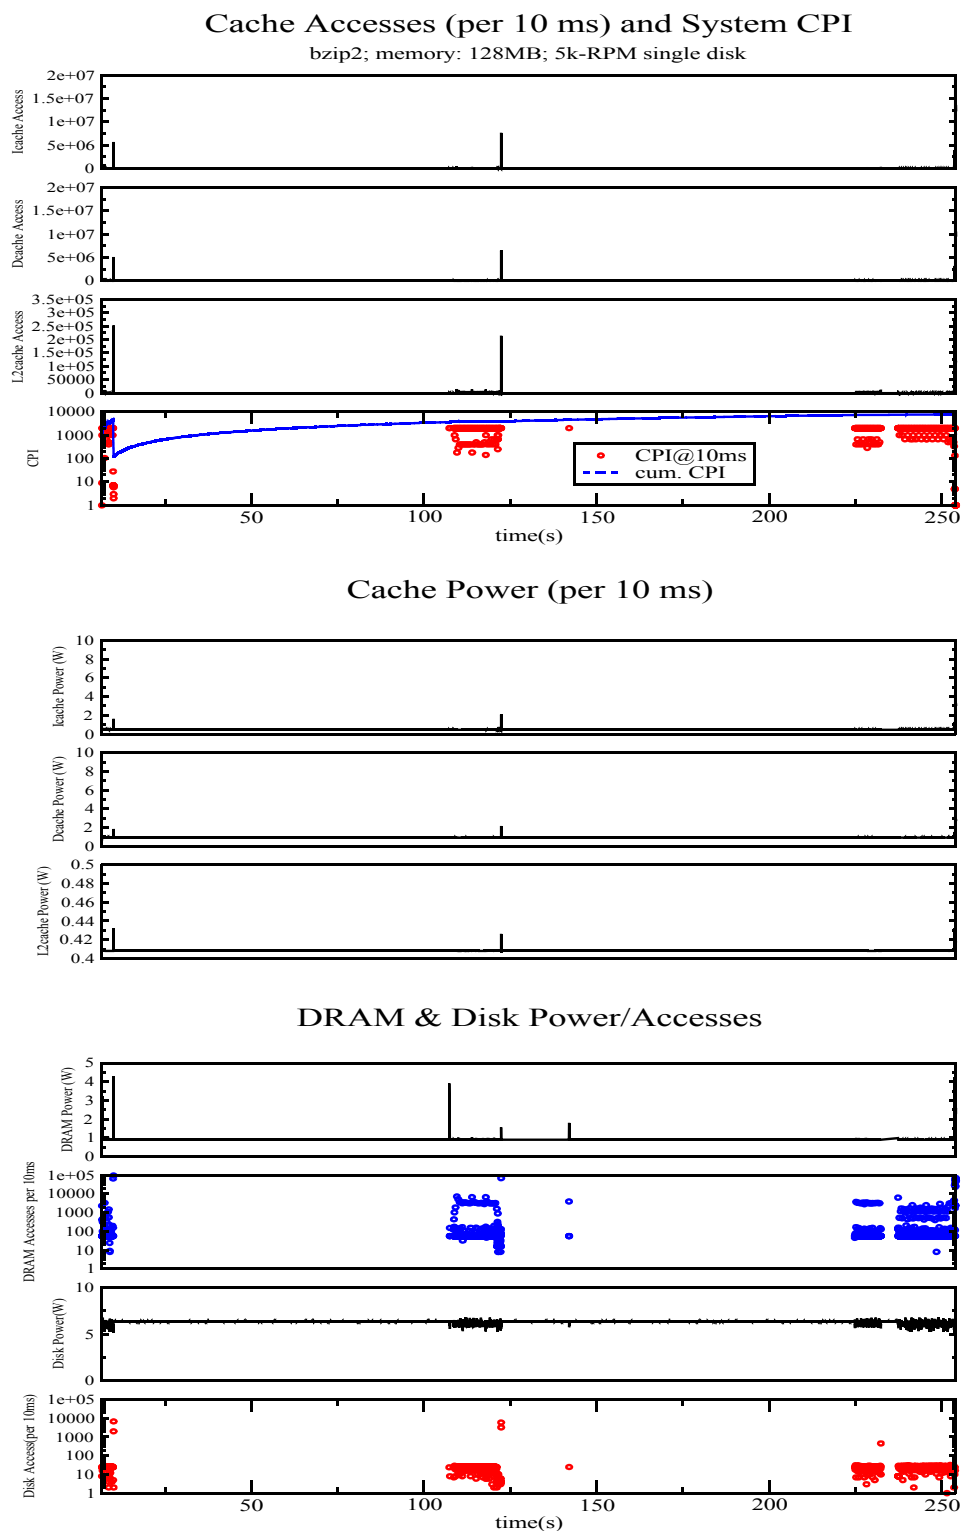 Cache Accesses (per 10 ms) and System CPI
bzip2; memory: 128MB; 5k-RPM single disk
Icache Access
2e+07
1.5e+07
1e+07
5e+06
0
Dcache Access
2e+07
1.5e+07
1e+07
5e+06
0
L2cache Access
3.5e+05
3e+05
2.5e+05
2e+05
1.5e+05
1e+05
50000
0
CPI
10000
1000
100
10
1
CPI@10ms
cum. CPI
50 100 150 200 250
time(s)
Cache Power (per 10 ms)
Icache Power (W)
10
8
6
4
2
0
Dcache Power (W)
10
8
6
4
2
0
L2cache Power (W)
0.5
0.48
0.46
0.44
0.42
0.4
DRAM & Disk Power/Accesses
DRAM Power (W)
5
4
3
2
1
0
DRAM Accesses per 10ms
1e+05
10000
1000
100
10
1
Disk Power(W)
10
5
0
Disk Access(per 10ms)
1e+05
10000
1000
100
10
1
50 100 150 200 250
time(s)